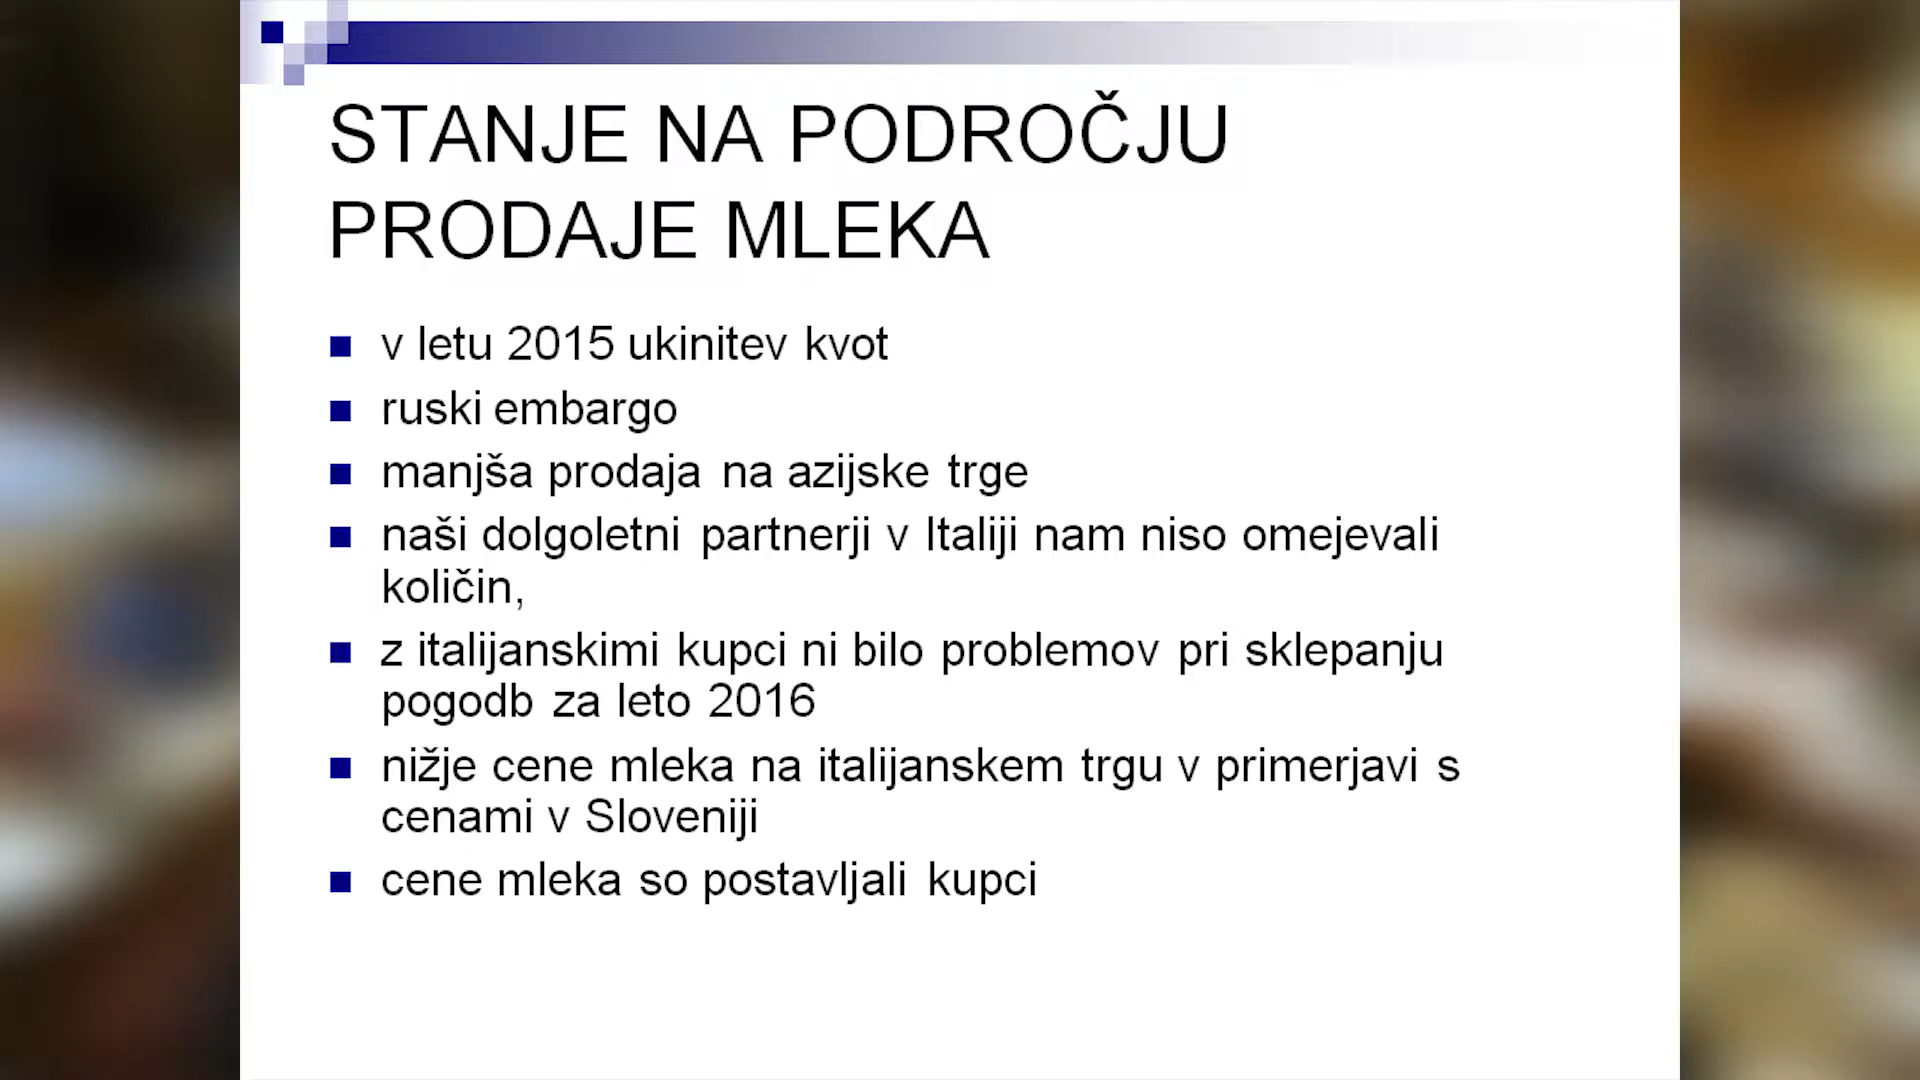 STANJE NA PODROČJU
PRODAJE MLEKA
v letu 2015 ukinitev kvot
ruski embargo
manjša prodaja na azijske trge
naši dolgoletni partnerji v Italiji nam niso omejevali
količin,
z italijanskimi kupci ni bilo problemov pri sklepanju
pogodb za leto 2016
nižje cene mleka na italijanskem trgu v primerjavi s
cenami v Sloveniji
cene mleka so postavljali kupci